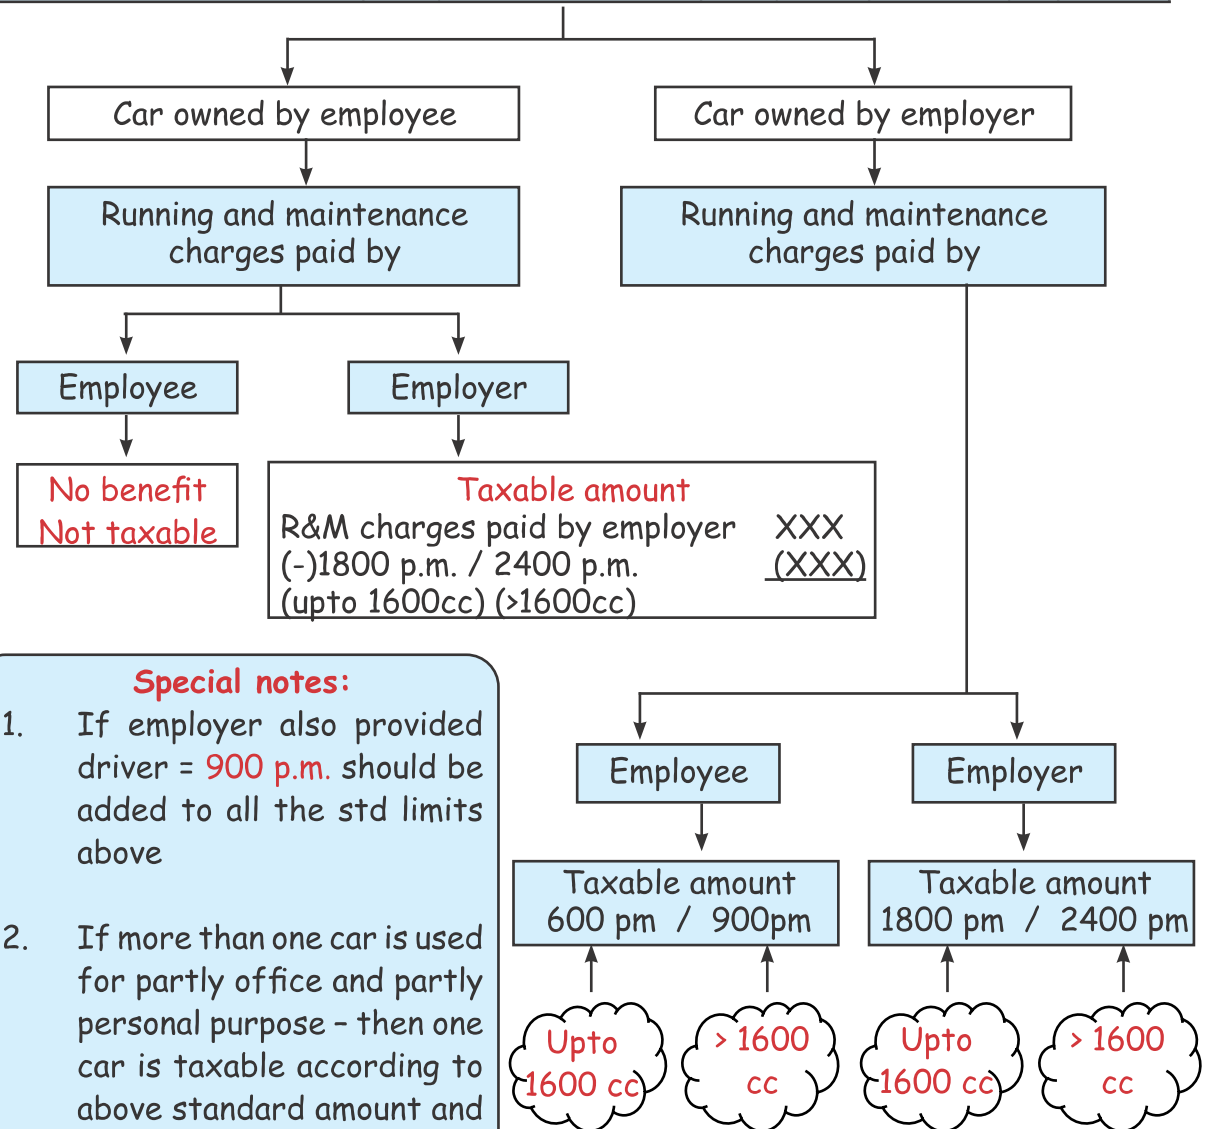 Car owned by employee
Car owned by employer
Running and maintenance
charges paid by
Running and maintenance
charges paid by
Employee
Employer
No benefit
Not taxable
Taxable amount
R&M charges paid by employer XXX
(-)1800 p.m. / 2400 p.m. (XXX)
(upto 1600cc) (>1600cc)
Special notes:
1. If employer also provided
driver = 900 p.m. should be
added to all the std limits
above
2. If more than one car is used
for partly office and partly
personal purpose – then one
car is taxable according to
above standard amount and
Employee
Employer
Taxable amount
600 pm / 900pm
Taxable amount
1800 pm / 2400 pm
Upto
1600 cc
> 1600
cc
Upto
1600 cc
> 1600
cc